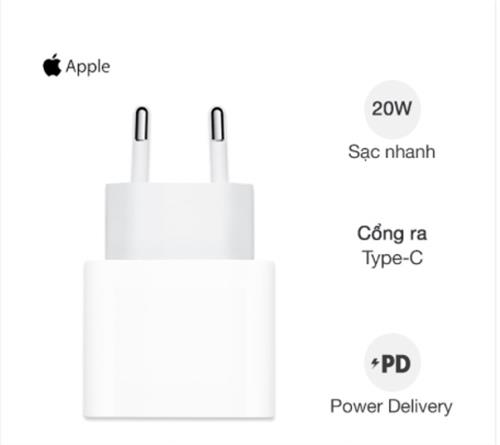 Apple
20W
Sạc nhanh
Cổng ra
Type-C
PD
Power Delivery